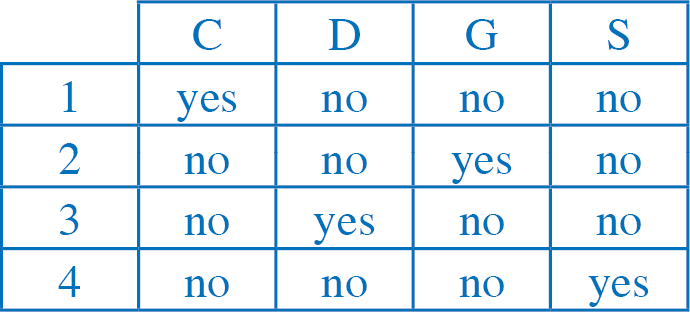 C D G S
1 yes no no no
2 no no yes no
3 no yes no no
4 no no no yes